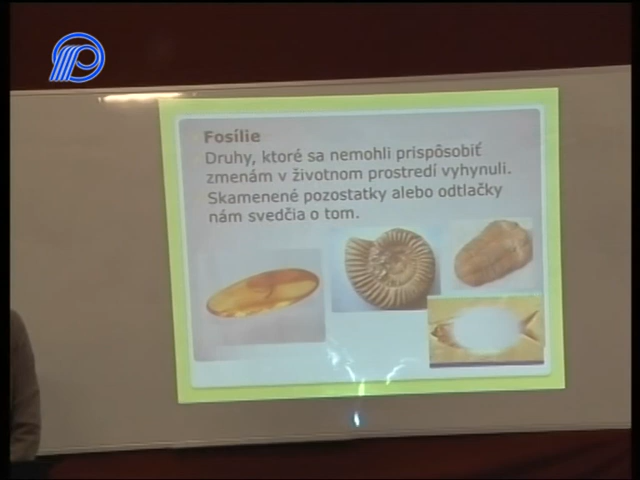 Fosílie
Druhy, ktoré sa nemohli prispôsobiť
zmenám v životnom prostredí vyhynuli.
Skamenené pozostatky alebo odtlačky
nám svedčia o tom.